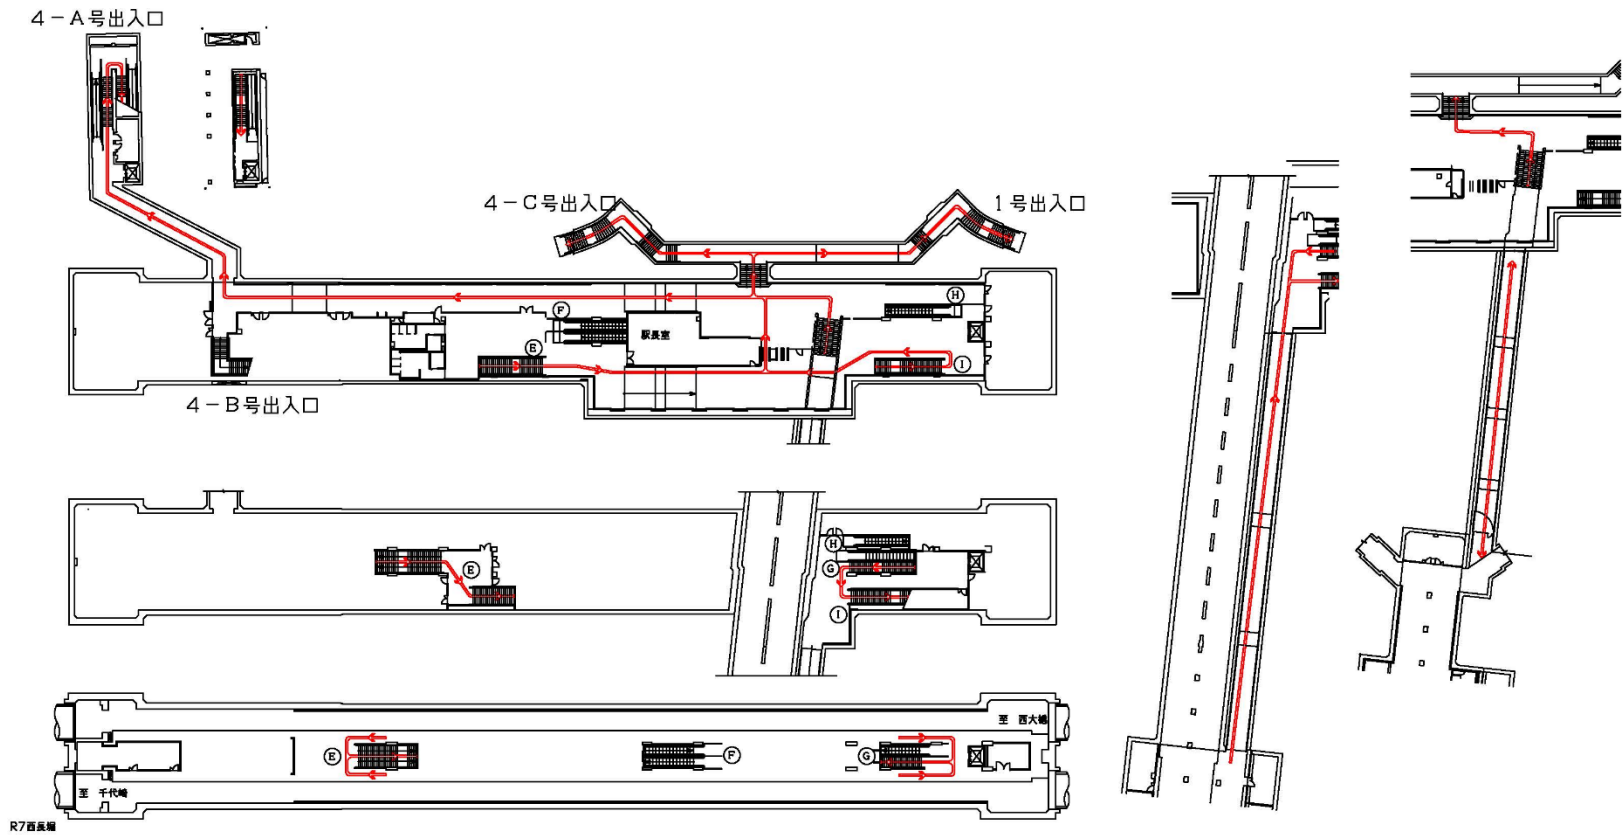 4-A号出入口
4-C号出入口
1号出入口
H
F
駅長室
E
I
4-B号出入口
H
E
G
I
至 西大橋
E
F
G
至 千代崎
R7西長堀